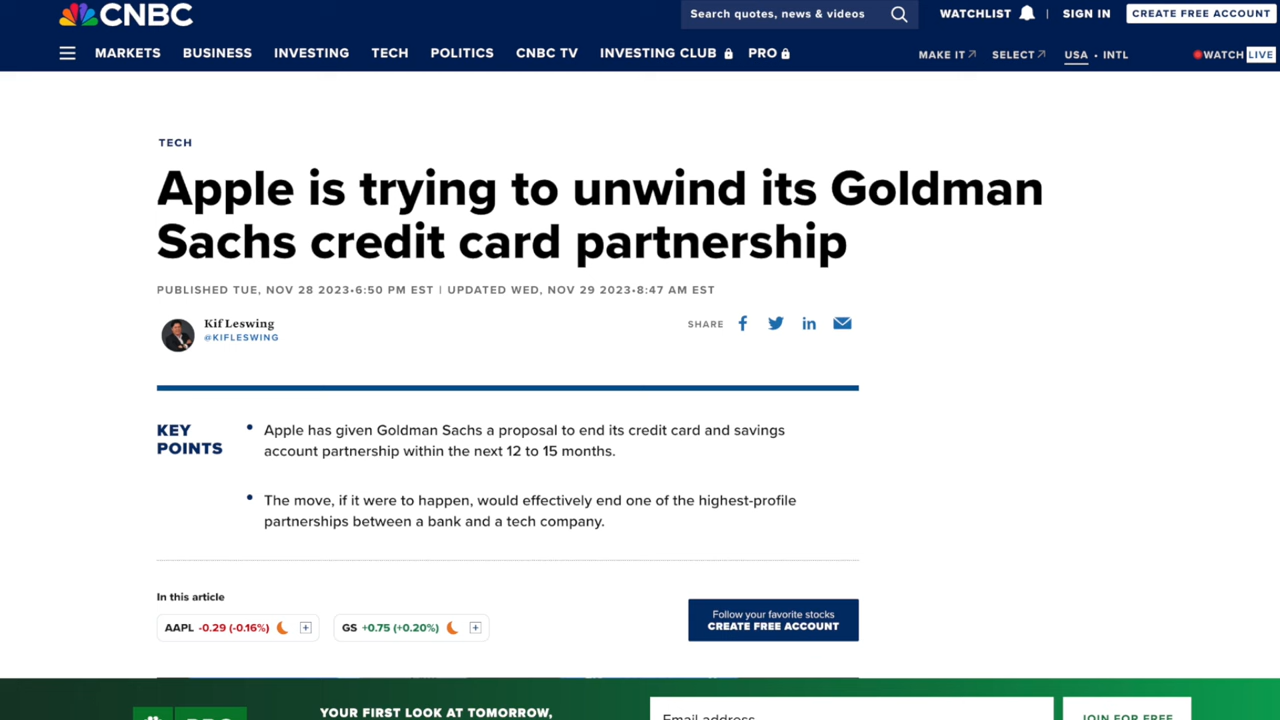 CNBC
Search quotes, news & videos
WATCHLIST | SIGN IN CREATE FREE ACCOUNT
MARKETS BUSINESS INVESTING TECH POLITICS CNBC TV INVESTING CLUB PRO
MAKE IT SELECT USA • INTL WATCH LIVE
TECH
Apple is trying to unwind its Goldman
Sachs credit card partnership
PUBLISHED TUE, NOV 28 2023•6:50 PM EST | UPDATED WED, NOV 29 2023•8:47 AM EST
Kif Leswing
@KIFLESWING
SHARE
KEY
POINTS
• Apple has given Goldman Sachs a proposal to end its credit card and savings
account partnership within the next 12 to 15 months.
• The move, if it were to happen, would effectively end one of the highest-profile
partnerships between a bank and a tech company.
In this article
AAPL -0.29 (-0.16%)
GS +0.75 (+0.20%)
Follow your favorite stocks
CREATE FREE ACCOUNT
YOUR FIRST LOOK AT TOMORROW,
Email address
JOIN FOR FREE